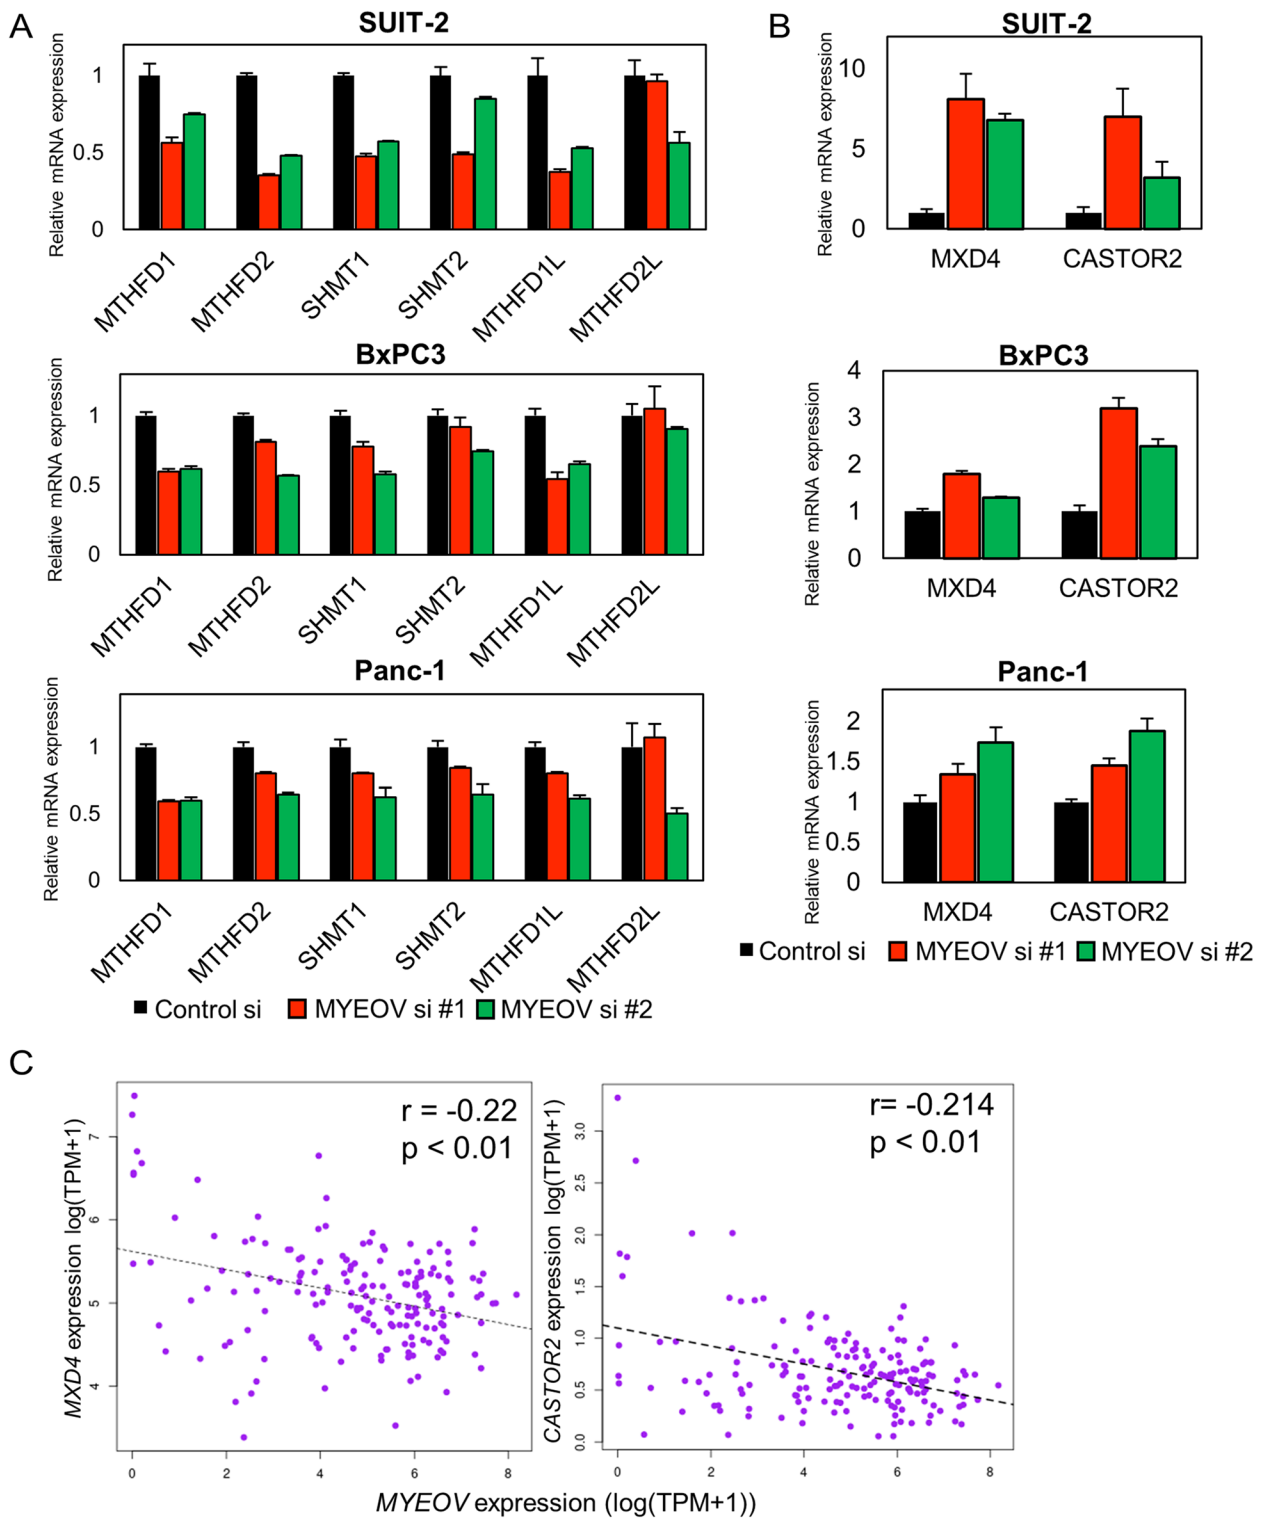 A
SUIT-2
Relative mRNA expression
1
0.5
0
MTHFD1
MTHFD2
SHMT1
SHMT2
MTHFD1L
MTHFD2L
BxPC3
Relative mRNA expression
1
0.5
0
MTHFD1
MTHFD2
SHMT1
SHMT2
MTHFD1L
MTHFD2L
Panc-1
Relative mRNA expression
1
0.5
0
MTHFD1
MTHFD2
SHMT1
SHMT2
MTHFD1L
MTHFD2L
Control si MYEOV si #1 MYEOV si #2
B
SUIT-2
Relative mRNA expression
10
5
0
MXD4 CASTOR2
BxPC3
Relative mRNA expression
4
3
2
1
0
MXD4 CASTOR2
Panc-1
Relative mRNA expression
2
1.5
1
0.5
0
MXD4 CASTOR2
Control si MYEOV si #1 MYEOV si #2
C
MXD4 expression log(TPM+1)
7
6
5
4
r = -0.22
p < 0.01
0 2 4 6 8
CASTOR2 expression log(TPM+1)
3.0
2.5
2.0
1.5
1.0
0.5
0.0
r= -0.214
p < 0.01
0 2 4 6 8
MYEOV expression (log(TPM+1))